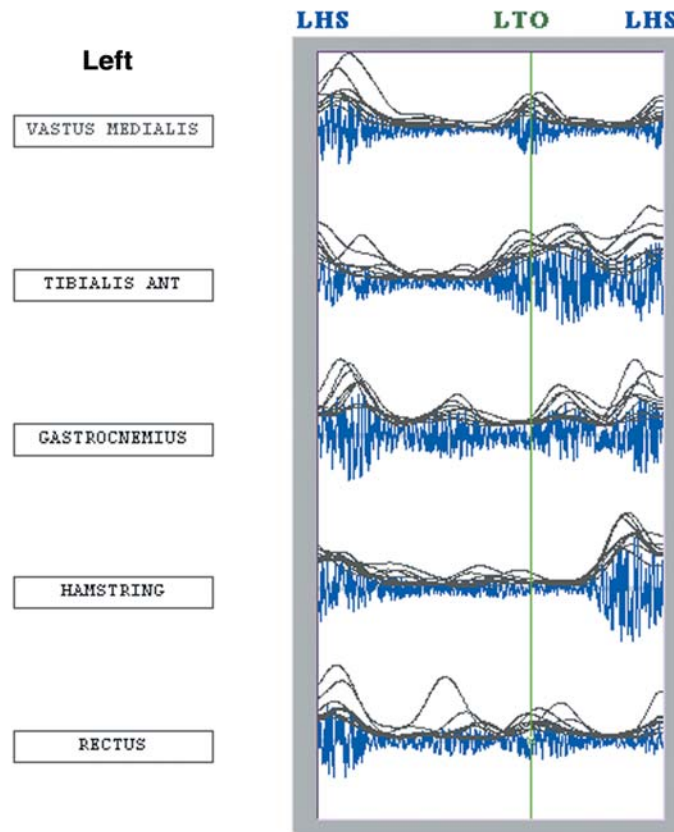 LHS LTO LHS
Left
VASTUS MEDIALIS
TIBIALIS ANT
GASTROCNEMIUS
HAMSTRING
RECTUS